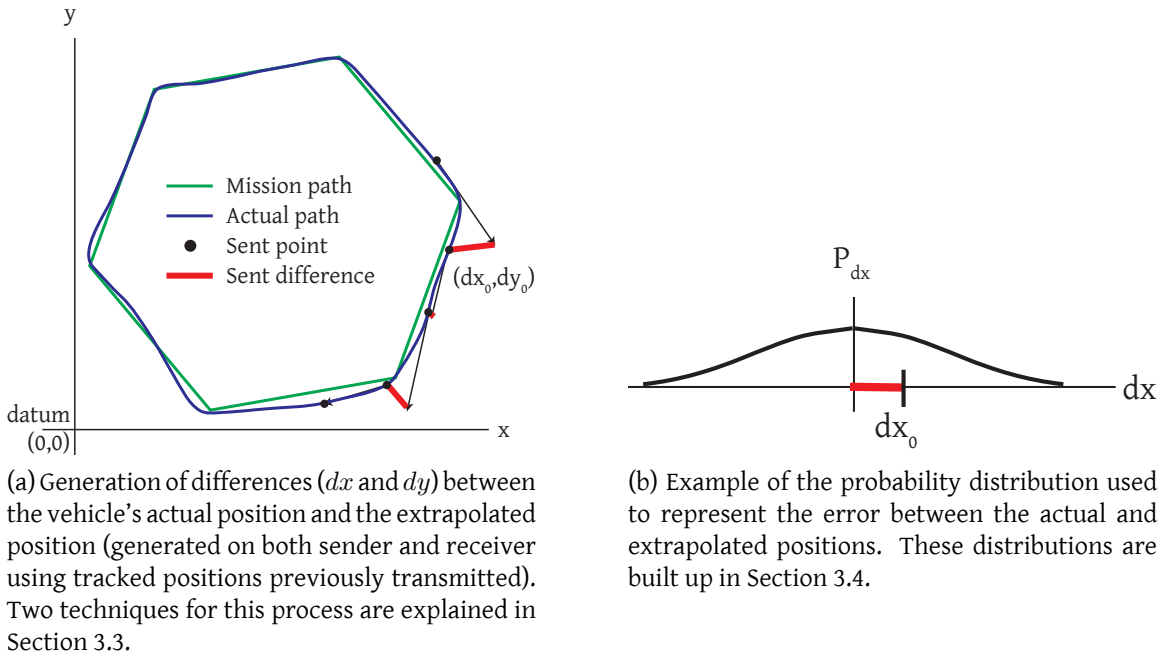 y
Mission path
Actual path
Sent point
Sent difference
(dx₀,dy₀)
datum
(0,0)
x
P_dx
dx
dx₀
(a) Generation of differences (dx and dy) between
the vehicle's actual position and the extrapolated
position (generated on both sender and receiver
using tracked positions previously transmitted).
Two techniques for this process are explained in
Section 3.3.
(b) Example of the probability distribution used
to represent the error between the actual and
extrapolated positions. These distributions are
built up in Section 3.4.